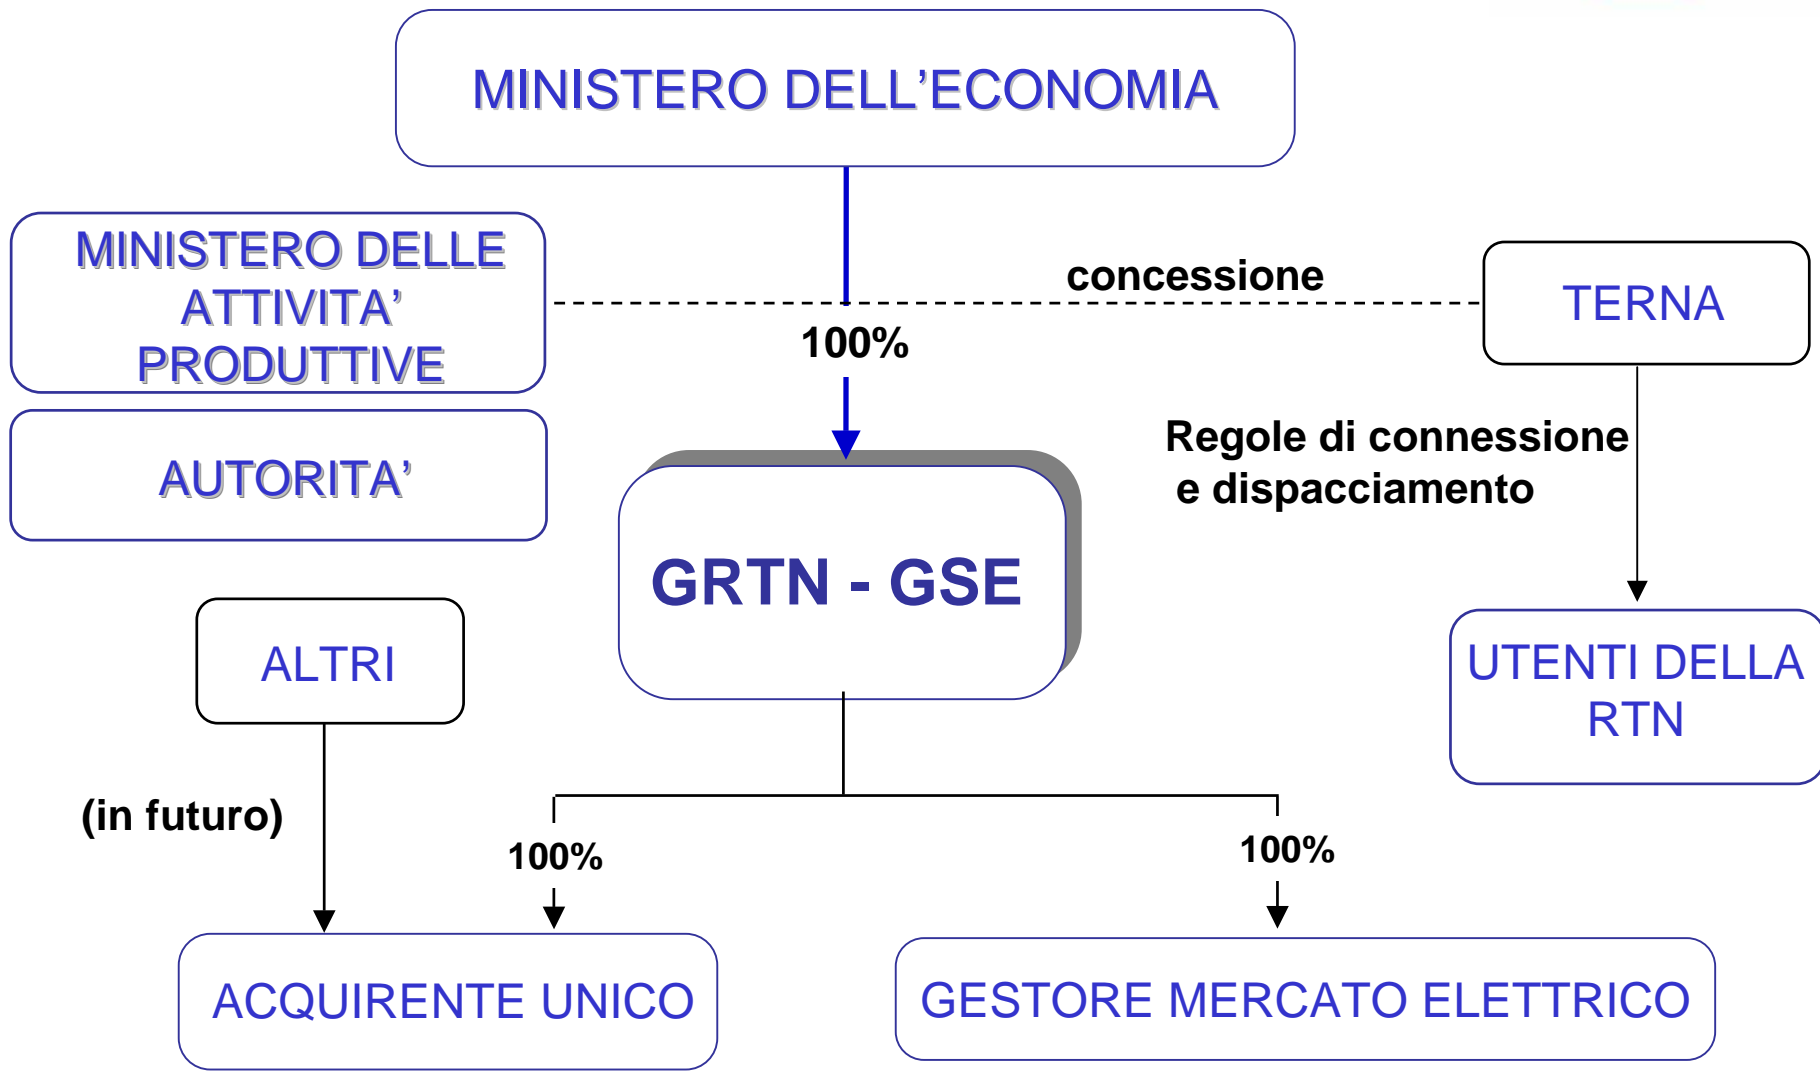 MINISTERO DELL’ECONOMIA
MINISTERO DELLE
ATTIVITA’
PRODUTTIVE
concessione
TERNA
100%
AUTORITA’
Regole di connessione
e dispacciamento
GRTN - GSE
ALTRI
UTENTI DELLA
RTN
(in futuro)
100%
100%
ACQUIRENTE UNICO
GESTORE MERCATO ELETTRICO